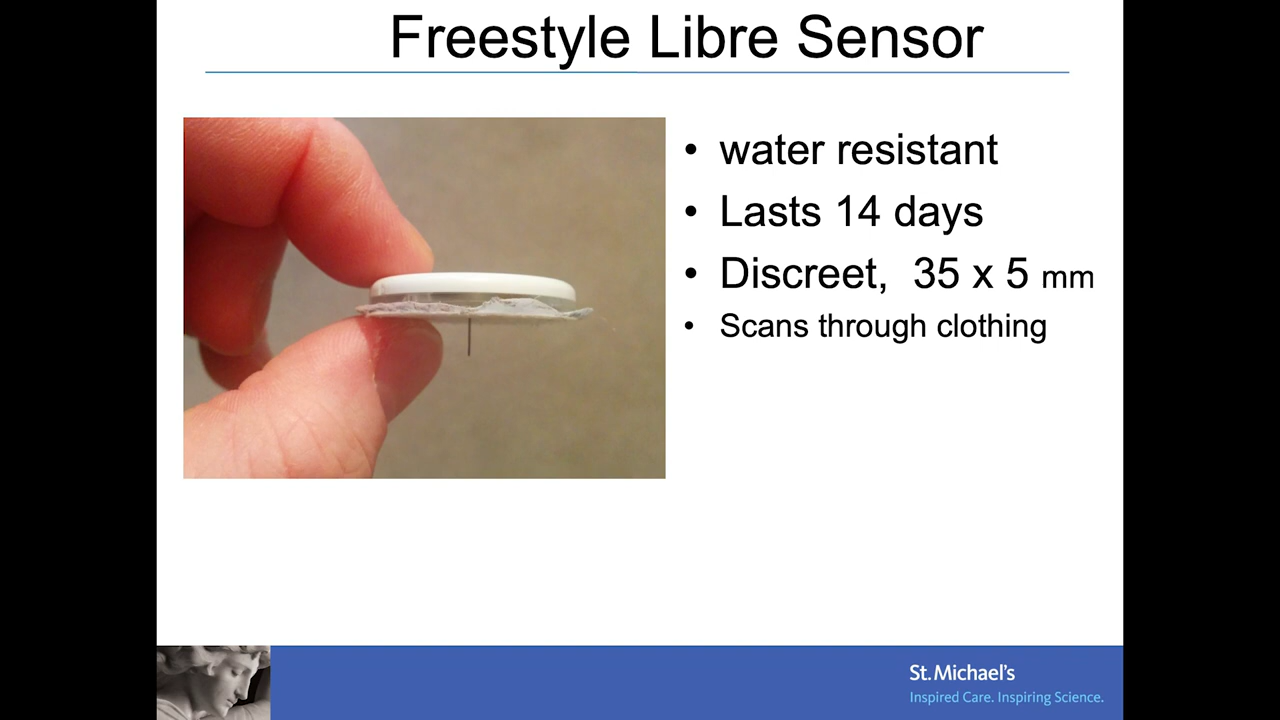 Freestyle Libre Sensor
• water resistant
• Lasts 14 days
• Discreet, 35 x 5 mm
• Scans through clothing
St. Michael's
Inspired Care. Inspiring Science.